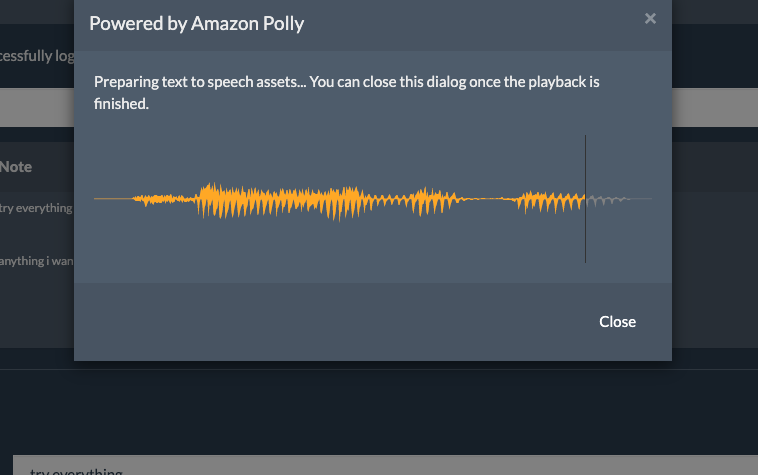 Powered by Amazon Polly
×
cessfully log
Preparing text to speech assets... You can close this dialog once the playback is
finished.
Note
try everything
anything i wan
Close
try everything